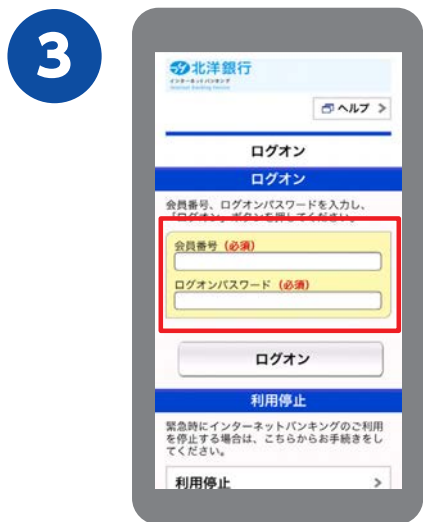 3
北洋銀行
インターネットバンキング
Internet Banking Service
ヘルプ >
ログオン
ログオン
会員番号、ログオンパスワードを入力し、
「ログオン」ボタンを押してください。
会員番号（必須）
ログオンパスワード（必須）
ログオン
利用停止
緊急時にインターネットバンキングのご利用
を停止する場合は、こちらからお手続きをし
てください。
利用停止 >